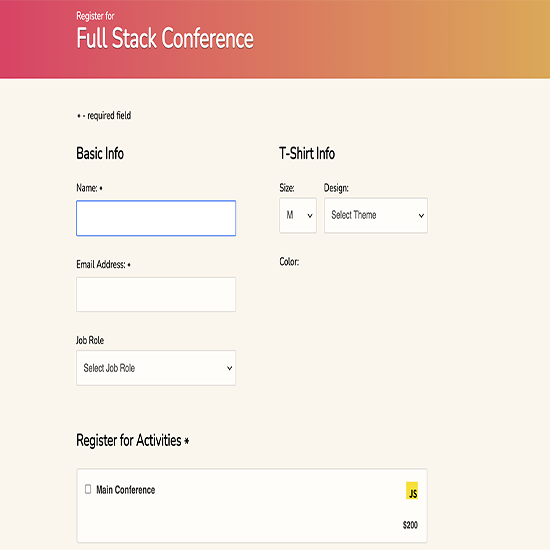 Register for
Full Stack Conference
* - required field
Basic Info
Name: *
Email Address: *
Job Role
Select Job Role
T-Shirt Info
Size:
Design:
M
Select Theme
Color:
Register for Activities *
Main Conference
JS
$200